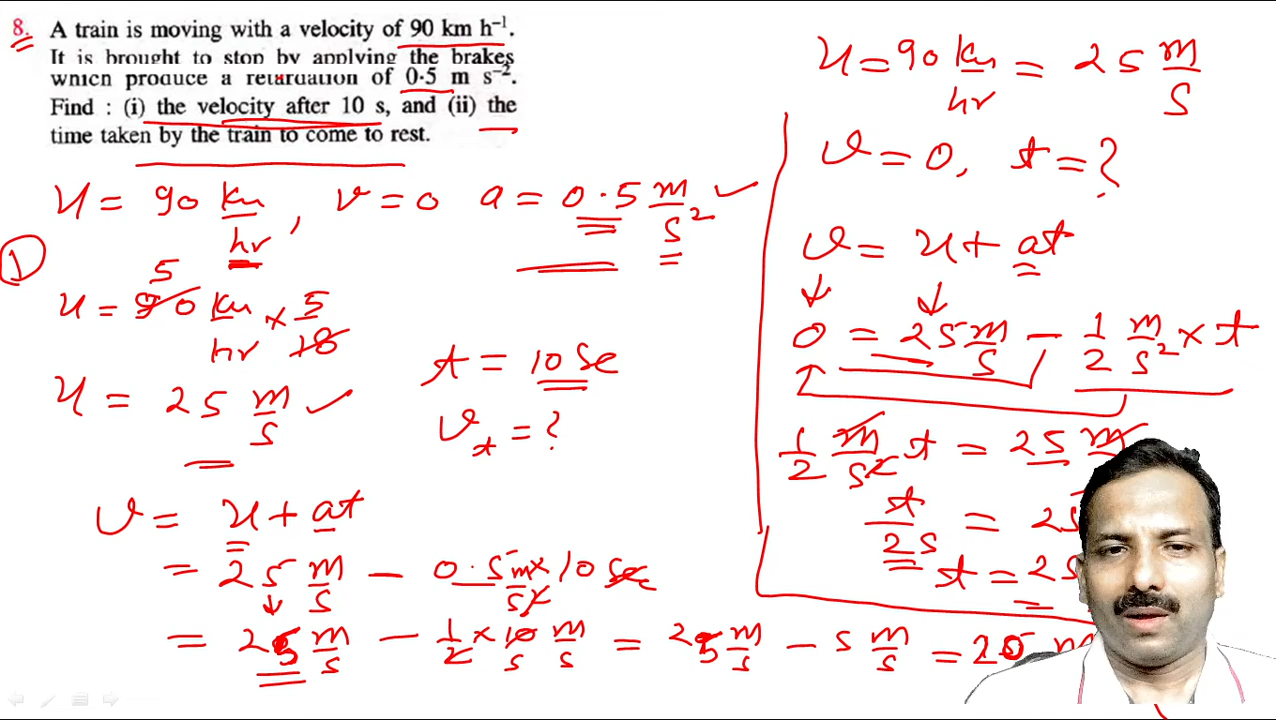 8. A train is moving with a velocity of 90 km h⁻¹.
It is brought to stop by applying the brakes
which produce a retardation of 0·5 m s⁻².
Find : (i) the velocity after 10 s, and (ii) the
time taken by the train to come to rest.
u = 90 km/hr, v = 0 a = 0.5 m/s²
1
u = 90 km/hr × 5/18
5
u = 25 m/s
t = 10 sec
v_t = ?
v = u + at
= 25 m/s − 0.5 m/s² × 10 sec
= 25 m/s − 1/2 × 10 m/s = 25 m/s − 5 m/s = 20
u = 90 km/hr = 25 m/s
v = 0, t = ?
v = u + at
0 = 25 m/s − 1/2 m/s² × t
1/2 m/s² t = 25 m
t/2s =
t =